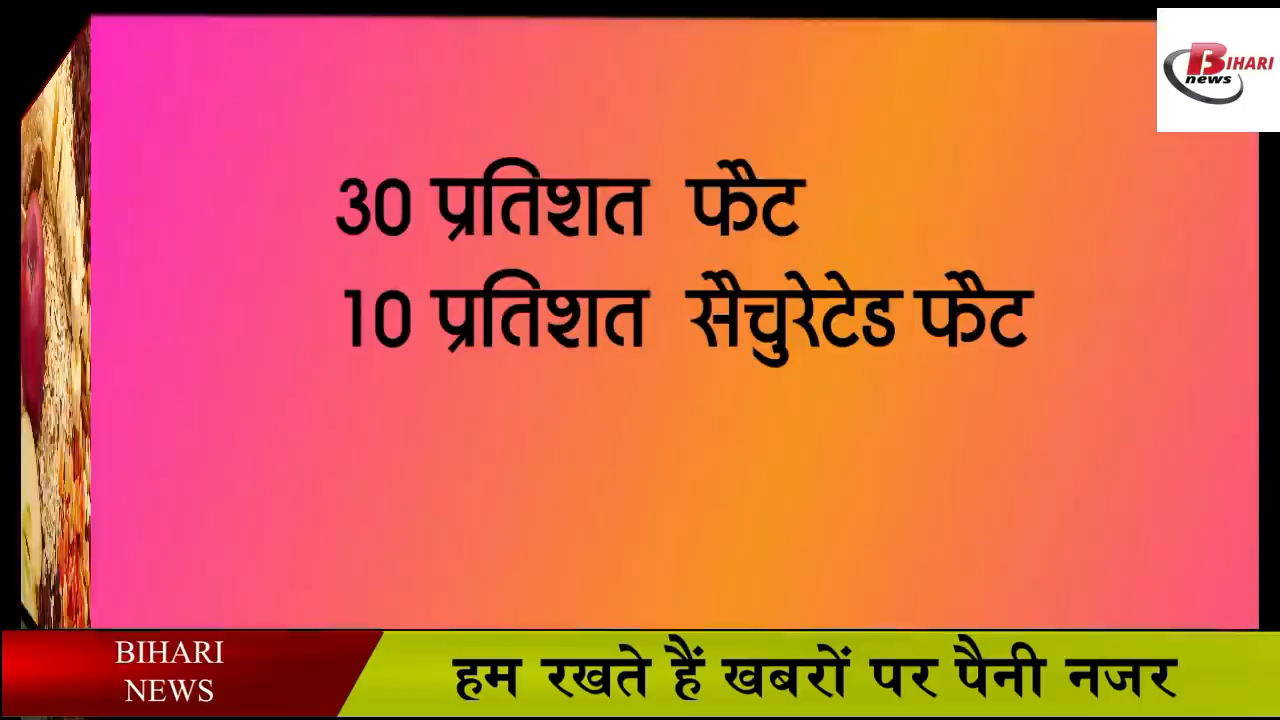 BIHARI
news
30 प्रतिशत फैट
10 प्रतिशत सैचुरेटेड फैट
BIHARI
NEWS
हम रखते हैं खबरों पर पैनी नजर